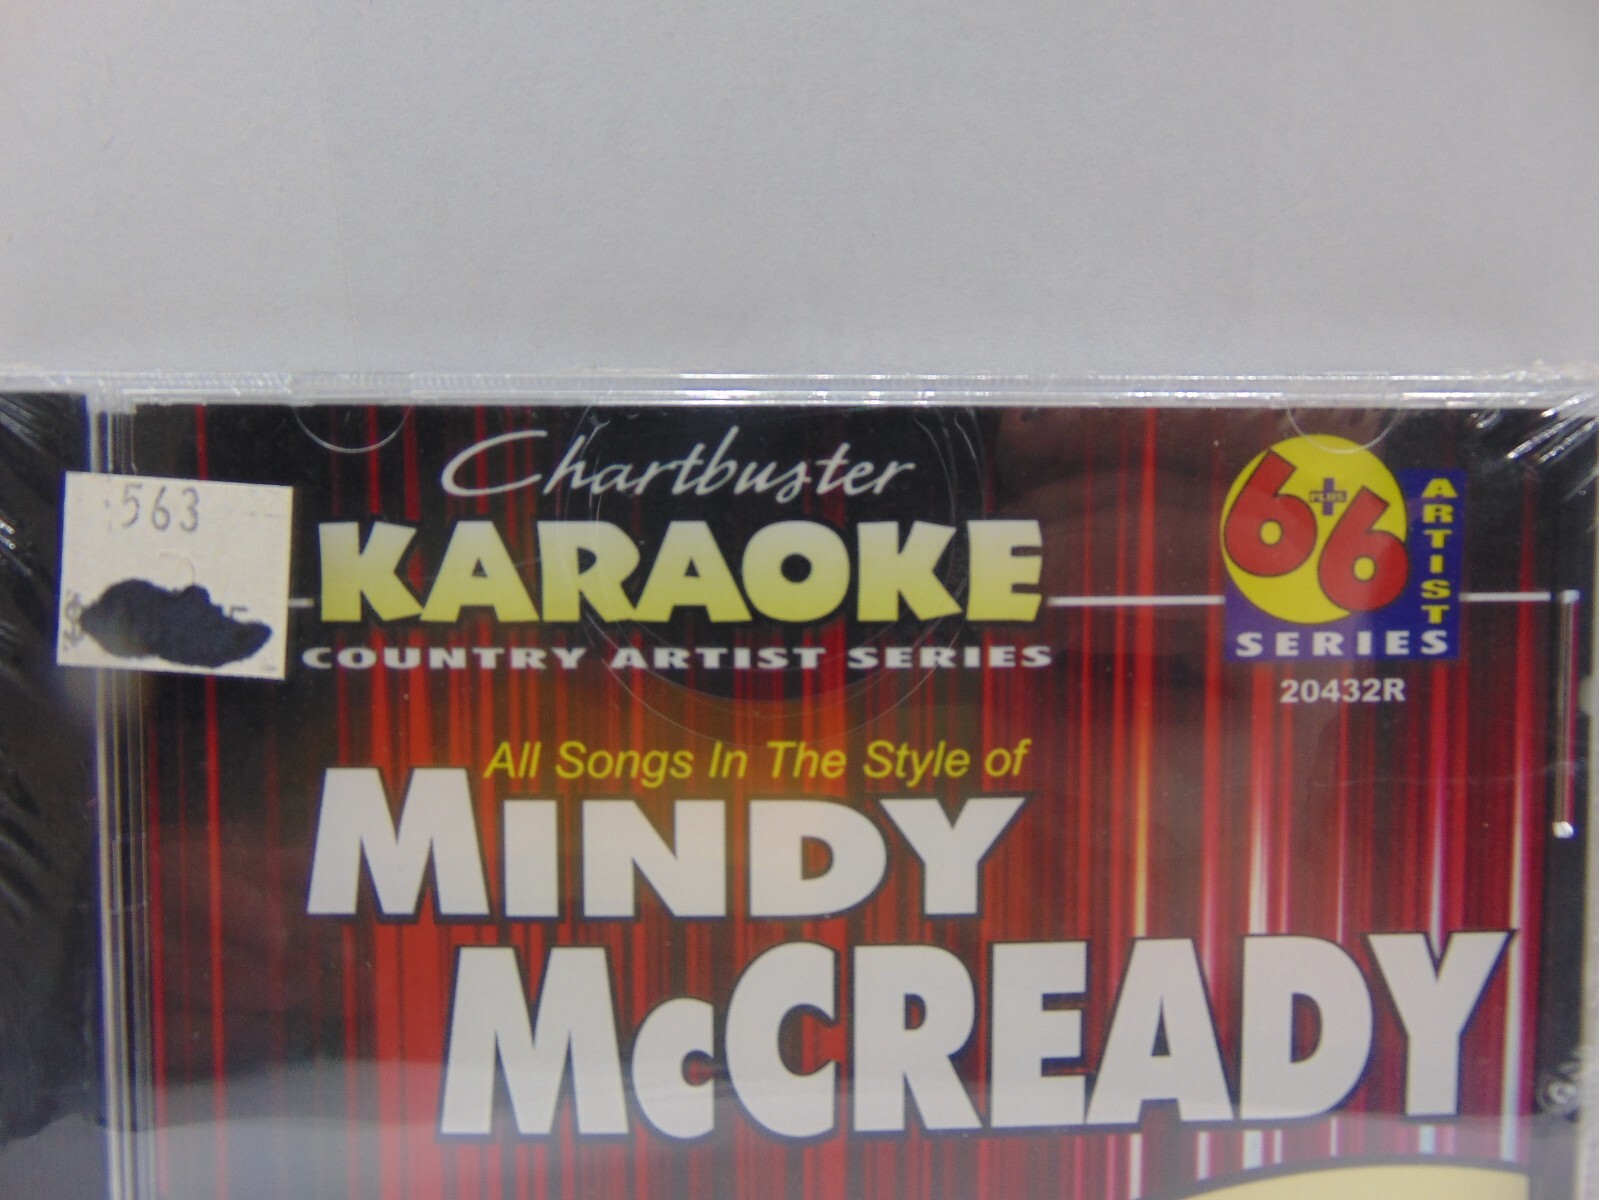 Chartbuster
KARAOKE
COUNTRY ARTIST SERIES
563
$
6 PLUS + 6
ARTIST
SERIES
20432R
All Songs In The Style of
MINDY
McCREADY